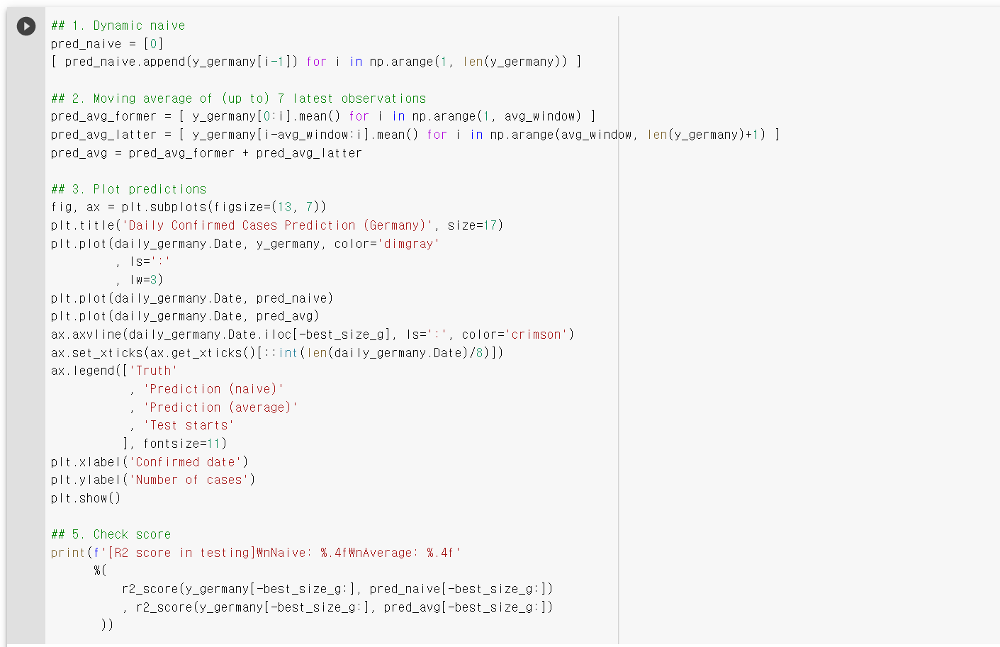 ## 1. Dynamic naive
pred_naive = [0]
[ pred_naive.append(y_germany[i-1]) for i in np.arange(1, len(y_germany)) ]
## 2. Moving average of (up to) 7 latest observations
pred_avg_former = [ y_germany[0:i].mean() for i in np.arange(1, avg_window) ]
pred_avg_latter = [ y_germany[i-avg_window:i].mean() for i in np.arange(avg_window, len(y_germany)+1) ]
pred_avg = pred_avg_former + pred_avg_latter
## 3. Plot predictions
fig, ax = plt.subplots(figsize=(13, 7))
plt.title('Daily Confirmed Cases Prediction (Germany)', size=17)
plt.plot(daily_germany.Date, y_germany, color='dimgray'
, ls=':'
, lw=3)
plt.plot(daily_germany.Date, pred_naive)
plt.plot(daily_germany.Date, pred_avg)
ax.axvline(daily_germany.Date.iloc[-best_size_g], ls=':', color='crimson')
ax.set_xticks(ax.get_xticks()[::int(len(daily_germany.Date)/8)])
ax.legend(['Truth'
, 'Prediction (naive)'
, 'Prediction (average)'
, 'Test starts'
], fontsize=11)
plt.xlabel('Confirmed date')
plt.ylabel('Number of cases')
plt.show()
## 5. Check score
print(f'[R2 score in testing]₩nNaive: %.4f₩nAverage: %.4f'
%(
r2_score(y_germany[-best_size_g:], pred_naive[-best_size_g:])
, r2_score(y_germany[-best_size_g:], pred_avg[-best_size_g:])
))